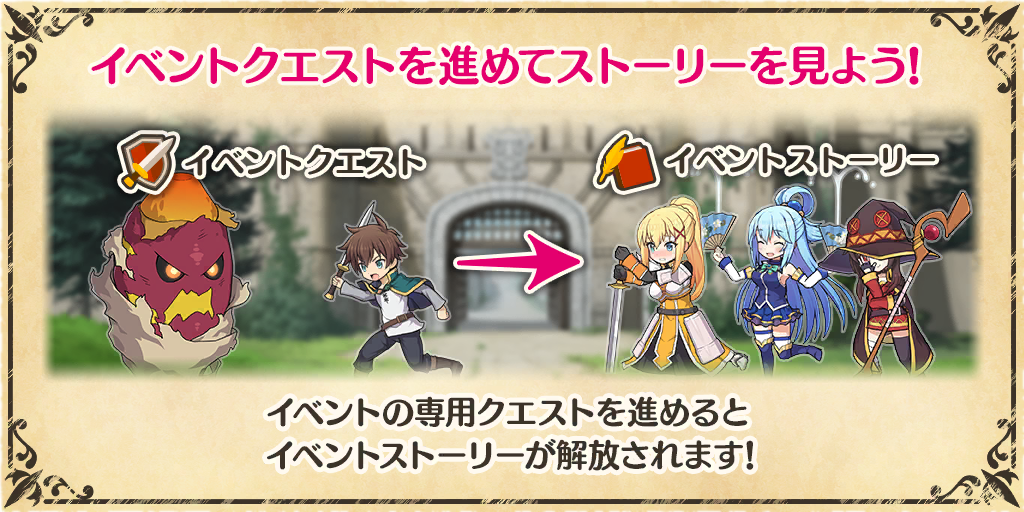 イベントクエストを進めてストーリーを見よう!
イベントクエスト
イベントストーリー
イベントの専用クエストを進めると
イベントストーリーが解放されます!